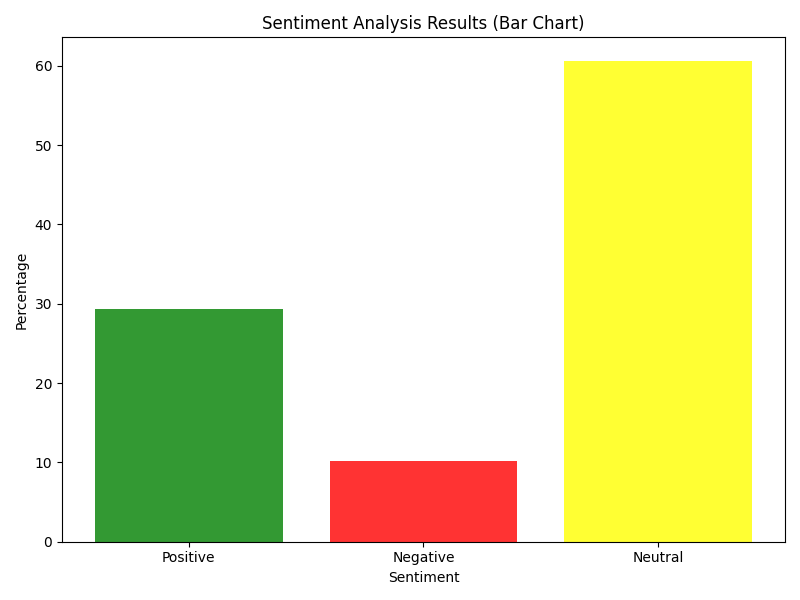 Sentiment Analysis Results (Bar Chart)
60
50
40
30
20
10
0
Percentage
Positive
Negative
Neutral
Sentiment